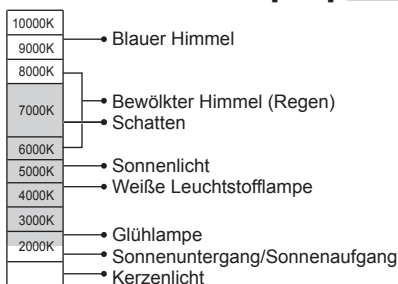 10000K
9000K
Blauer Himmel
8000K
Bewölkter Himmel (Regen)
7000K
Schatten
6000K
5000K
Sonnenlicht
Weiße Leuchtstofflampe
4000K
3000K
Glühlampe
2000K
Sonnenuntergang/Sonnenaufgang
Kerzenlicht